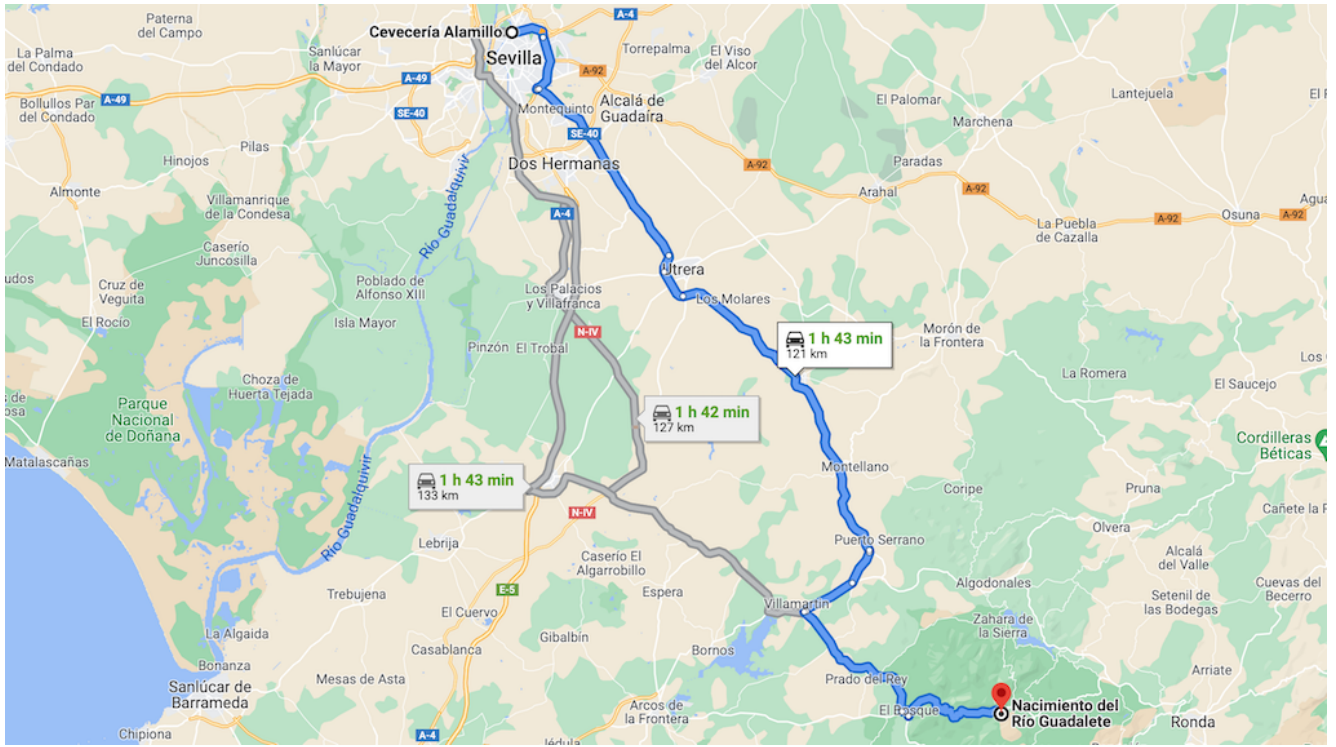 Paterna
del Campo
A-4
Cevecería Alamillo
Torrepalma
La Palma
del Condado
Sanlúcar
la Mayor
Sevilla
El Viso
del Alcor
A-49
A-92
A-49
Bollullos Par
del Condado
SE-40
Montequinto
Alcalá de
Guadaíra
El Palomar
Lantejuela
Marchena
SE-40
Pilas
Hinojos
Dos Hermanas
A-92
Paradas
Almonte
Arahal
A-92
Villamanrique
de la Condesa
A-4
La Puebla
de Cazalla
Osuna
A-92
Río Guadalquivir
Caserío
Juncosilla
Utrera
Cruz de
Veguita
Poblado de
Alfonso XIII
Los Palacios
y Villafranca
Los Molares
El Rocío
Isla Mayor
N-IV
Morón de
la Frontera
1 h 43 min
121 km
Pinzón
El Trobal
La Romera
Choza de
Huerta Tejada
El Saucejo
Parque
Nacional
de Doñana
1 h 42 min
127 km
Cordilleras
Béticas
Matalascañas
Montellano
1 h 43 min
133 km
Coripe
Pruna
N-IV
Cañete la R
Río Guadalquivir
Olvera
Lebrija
Puerto Serrano
Caserío El
Algarrobillo
Alcalá
del Valle
Algodonales
E-5
Trebujena
Espera
Cuevas del
Becerro
Setenil de
las Bodegas
El Cuervo
Villamartín
Zahara de
la Sierra
La Algaida
Gibalbín
Casablanca
Bornos
Bonanza
Arriate
Mesas de Asta
Prado del Rey
Sanlúcar de
Barrameda
Arcos de
la Frontera
El Bosque
Nacimiento del
Río Guadalete
Ronda
Chipiona
A-4
Jédula